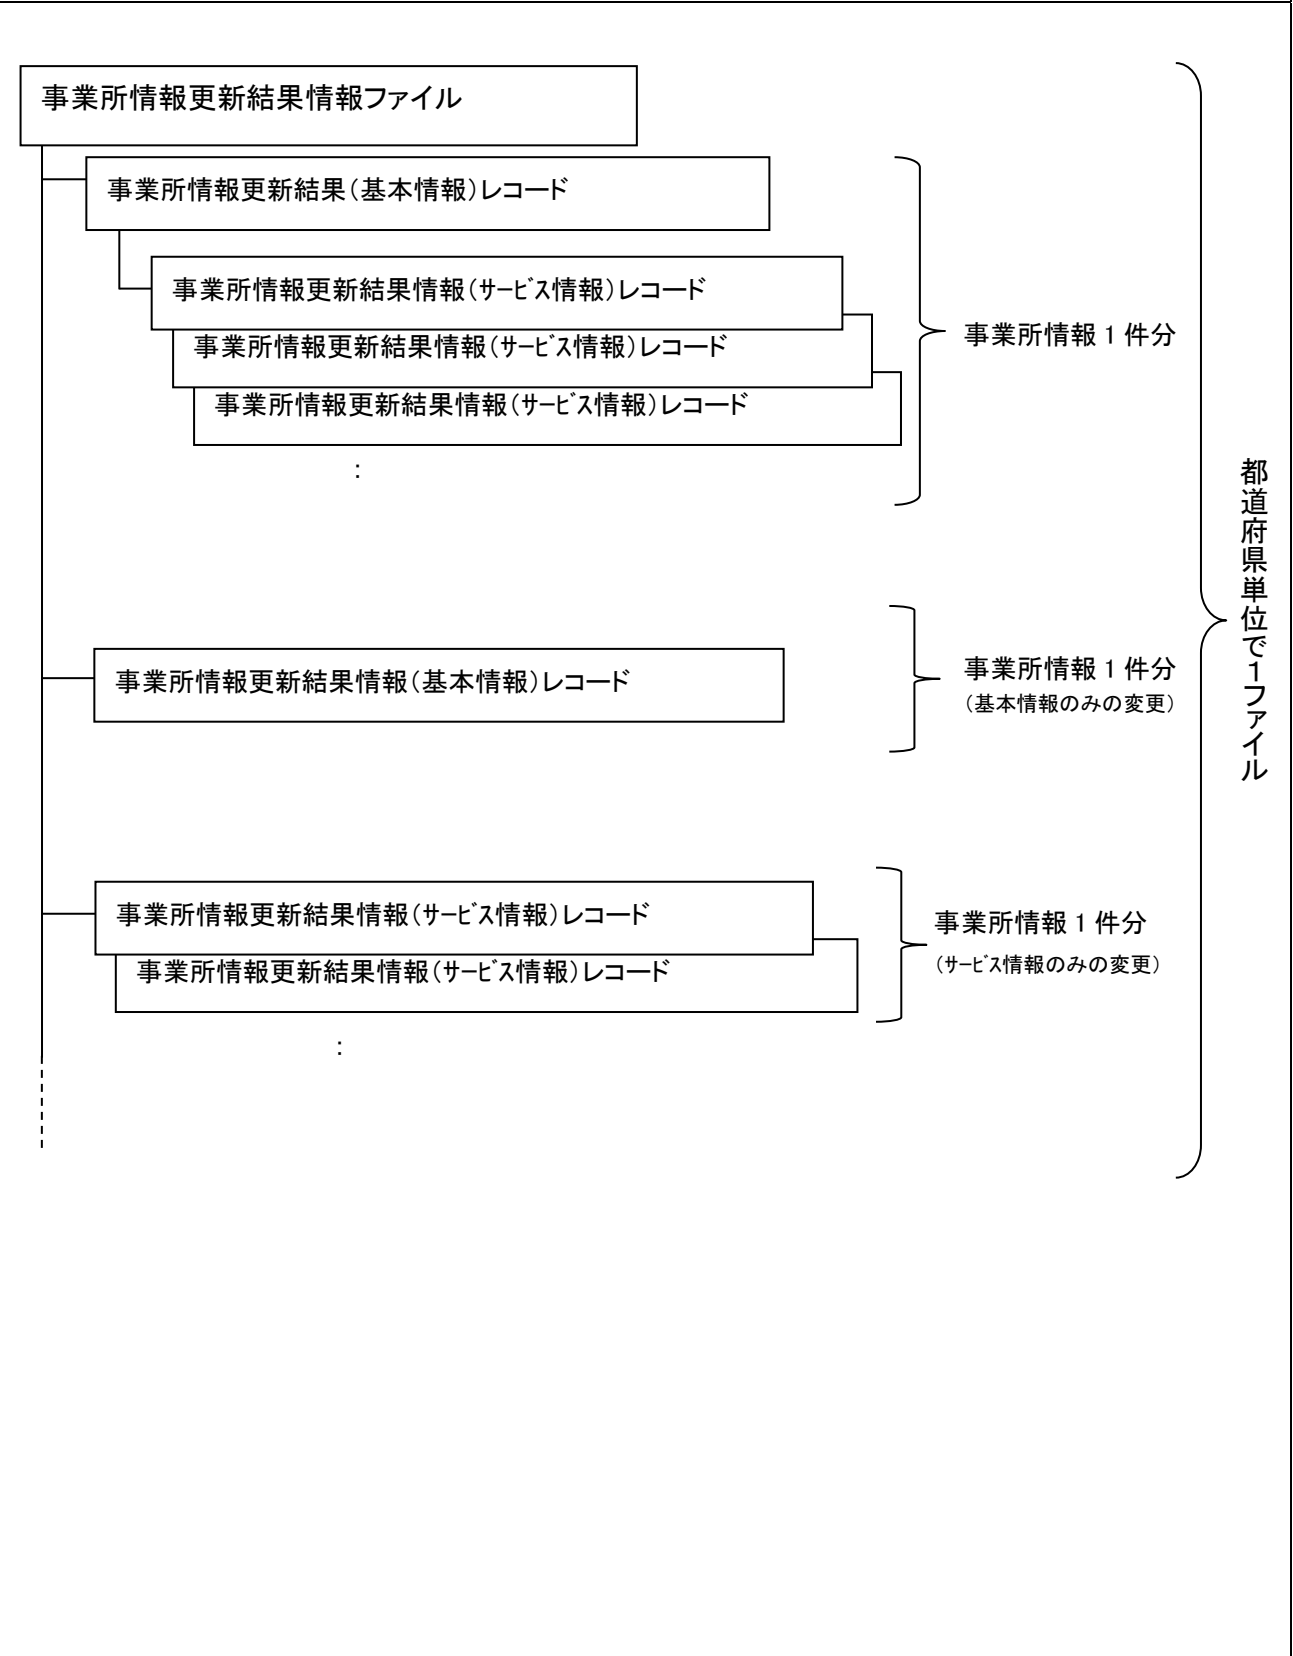 事業所情報更新結果情報ファイル
事業所情報更新結果（基本情報）レコード
事業所情報更新結果情報（ｻｰﾋﾞｽ情報）レコード
事業所情報更新結果情報（ｻｰﾋﾞｽ情報）レコード
事業所情報更新結果情報（ｻｰﾋﾞｽ情報）レコード
：
事業所情報１件分
事業所情報更新結果情報（基本情報）レコード
事業所情報１件分
（基本情報のみの変更）
事業所情報更新結果情報（ｻｰﾋﾞｽ情報）レコード
事業所情報更新結果情報（ｻｰﾋﾞｽ情報）レコード
：
事業所情報１件分
（ｻｰﾋﾞｽ情報のみの変更）
都道府県単位で１ファイル